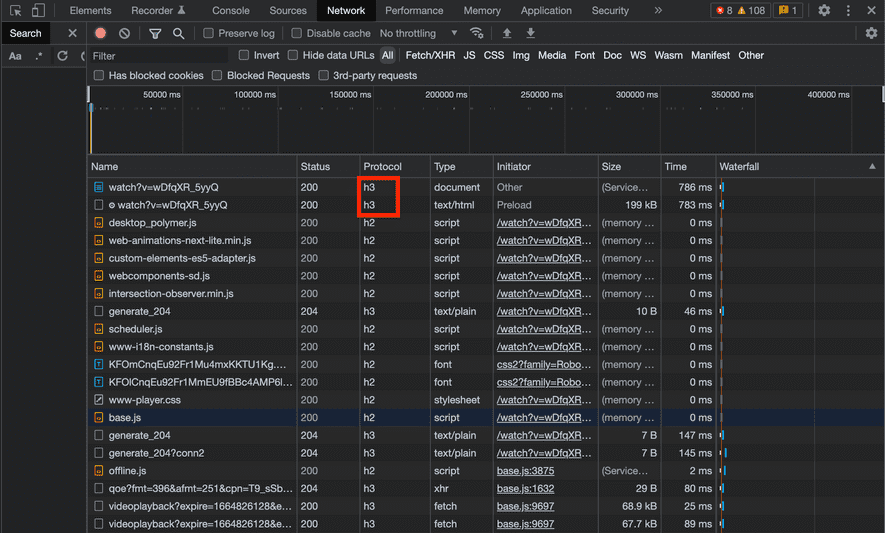 Elements Recorder Console Sources Network Performance Memory Application Security » 8 108 1
Search Preserve log Disable cache No throttling
Aa .* Filter Invert Hide data URLs All Fetch/XHR JS CSS Img Media Font Doc WS Wasm Manifest Other
Has blocked cookies Blocked Requests 3rd-party requests
50000 ms 100000 ms 150000 ms 200000 ms 250000 ms 300000 ms 350000 ms 400000 ms
Name Status Protocol Type Initiator Size Time Waterfall
watch?v=wDfqXR_5yyQ 200 h3 document Other (Service… 786 ms
watch?v=wDfqXR_5yyQ 200 h3 text/html Preload 199 kB 783 ms
desktop_polymer.js 200 h2 script /watch?v=wDfqXR… (memory … 0 ms
web-animations-next-lite.min.js 200 h2 script /watch?v=wDfqXR… (memory … 0 ms
custom-elements-es5-adapter.js 200 h2 script /watch?v=wDfqXR… (memory … 0 ms
webcomponents-sd.js 200 h2 script /watch?v=wDfqXR… (memory … 0 ms
intersection-observer.min.js 200 h2 script /watch?v=wDfqXR… (memory … 0 ms
generate_204 204 h3 text/plain /watch?v=wDfqXR… 10 B 46 ms
scheduler.js 200 h2 script /watch?v=wDfqXR… (memory … 0 ms
www-i18n-constants.js 200 h2 script /watch?v=wDfqXR… (memory … 0 ms
KFOmCnqEu92Fr1Mu4mxKKTU1Kg.… 200 h2 font css2?family=Robo… (memory … 0 ms
KFOlCnqEu92Fr1MmEU9fBBc4AMP6l… 200 h2 font css2?family=Robo… (memory … 0 ms
www-player.css 200 h2 stylesheet /watch?v=wDfqXR… (memory … 0 ms
base.js 200 h2 script /watch?v=wDfqXR… (memory … 0 ms
generate_204 204 h3 text/plain /watch?v=wDfqXR… 7 B 147 ms
generate_204?conn2 204 h3 text/plain /watch?v=wDfqXR… 7 B 145 ms
offline.js 200 h2 script base.js:3875 (Service… 2 ms
qoe?fmt=396&afmt=251&cpn=T9_sSb… 204 h3 xhr base.js:1632 29 B 80 ms
videoplayback?expire=1664826128&e… 200 h3 fetch base.js:9697 68.9 kB 25 ms
videoplayback?expire=1664826128&e… 200 h3 fetch base.js:9697 67.7 kB 89 ms